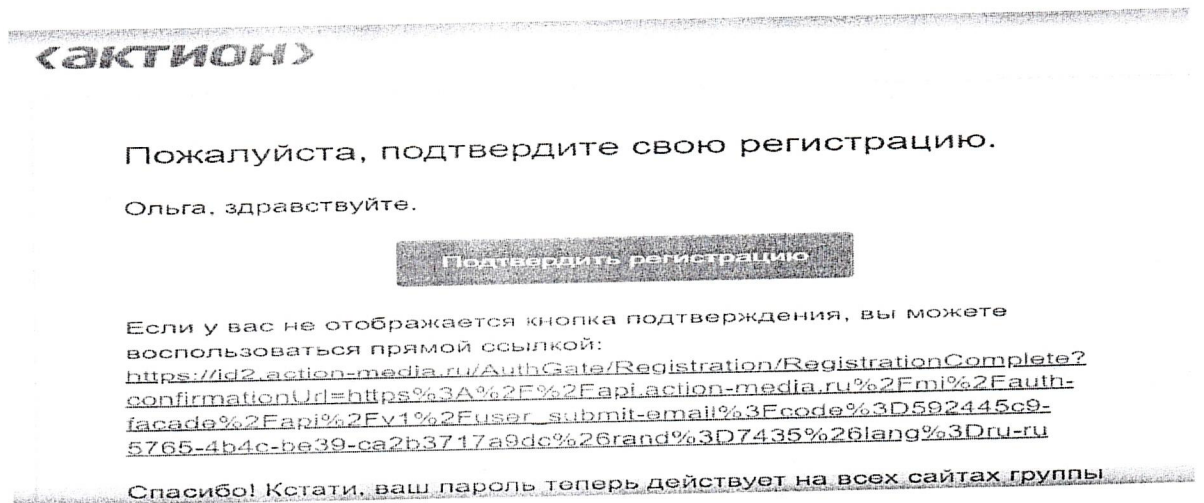 <актион>
Пожалуйста, подтвердите свою регистрацию.
Ольга, здравствуйте.
Подтвердить регистрацию
Если у вас не отображается кнопка подтверждения, вы можете
воспользоваться прямой ссылкой:
https://id2.action-media.ru/AuthGate/Registration/RegistrationComplete?
confirmationUrl=https%3A%2F%2Fapi.action-media.ru%2Fmi%2Fauth-
facade%2Fapi%2Fv1%2Fuser_submit-email%3Fcode%3D592445c9-
5765-4b4c-be39-ca2b3717a9dc%26rand%3D7435%26lang%3Dru-ru
Спасибо! Кстати, ваш пароль теперь действует на всех сайтах группы